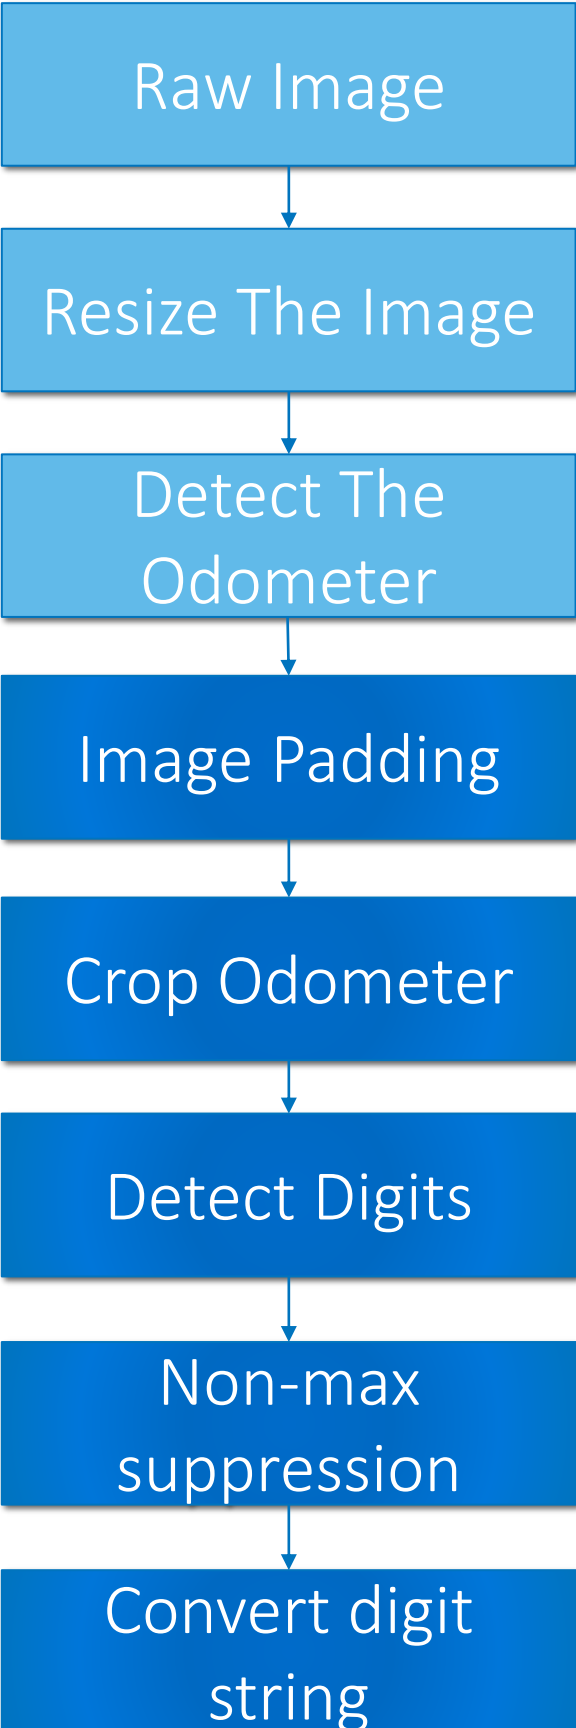 Raw Image
Resize The Image
Detect The
Odometer
Image Padding
Crop Odometer
Detect Digits
Non-max
suppression
Convert digit
string